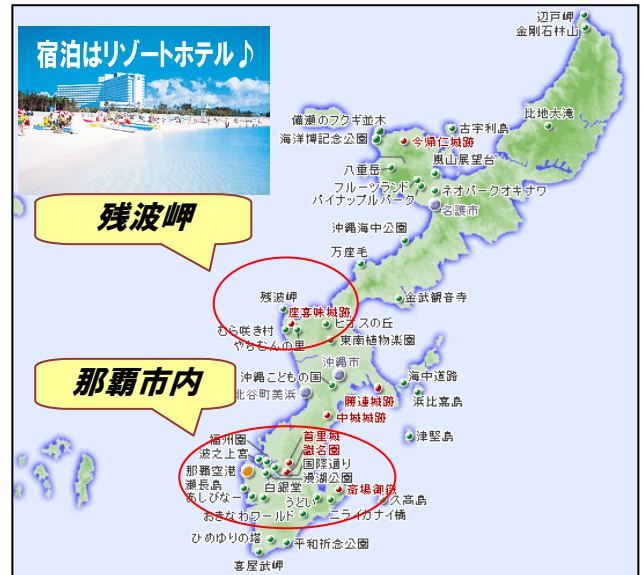 宿泊はリゾートホテル♪
辺戸岬
金剛石林山
備瀬のフクギ並木
海洋博記念公園
古宇利島
比地大滝
今帰仁城跡
嵐山展望台
八重岳
フルーツランド
パイナップルパーク
ネオパークオキナワ
名護市
沖縄海中公園
万座毛
残波岬
残波岬
座喜味城跡
金武観音寺
むら咲き村
ビオスの丘
やちむんの里
東南植物楽園
那覇市内
沖縄市
沖縄こどもの国
海中道路
北谷町美浜
勝連城跡
浜比嘉島
中城城跡
津堅島
福州園
首里城
識名園
波之上宮
国際通り
那覇空港
漫湖公園
瀬長島
白銀堂
斎場御嶽
久高島
あしびなー
うどい
おきなわワールド
ニライカナイ橋
ひめゆりの塔
平和祈念公園
喜屋武岬